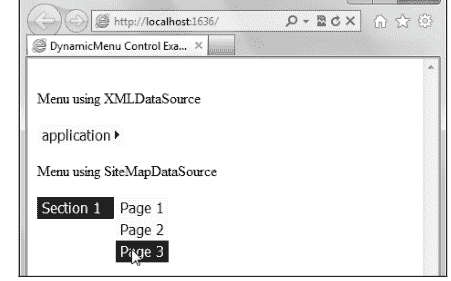 http://localhost:1636/
DynamicMenu Control Exa...
Menu using XMLDataSource
application
Menu using SiteMapDataSource
Section 1 Page 1
Page 2
Page 3